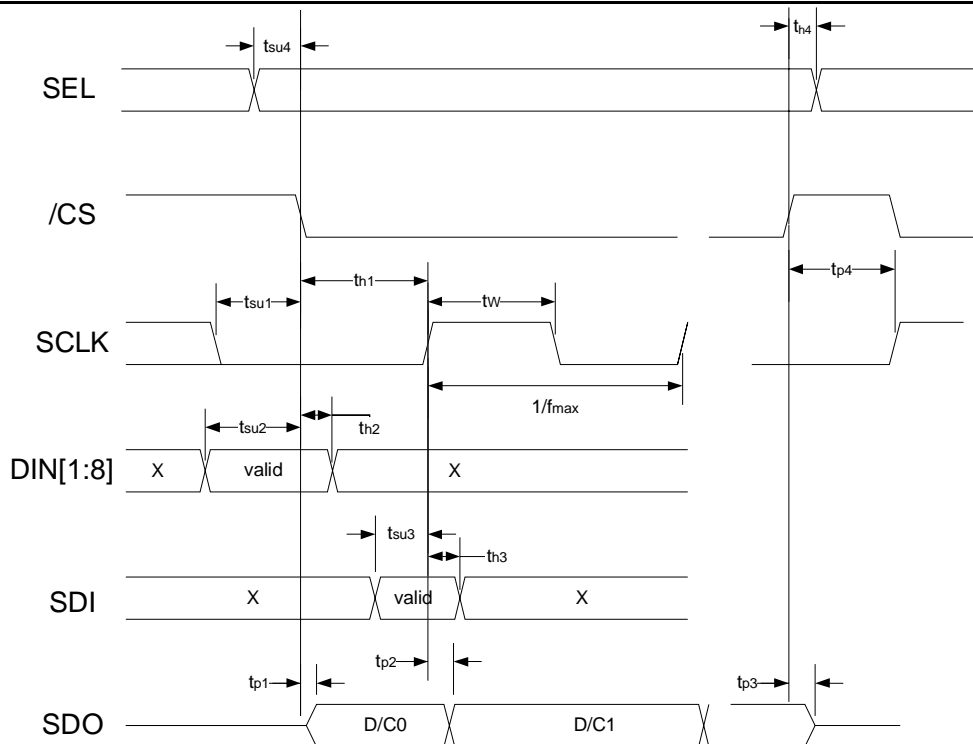 tsu4
th4
SEL
/CS
th1
tp4
tsu1
tW
SCLK
1/fmax
tsu2
th2
DIN[1:8]
X
valid
X
tsu3
th3
SDI
X
valid
X
tp2
tp1
tp3
SDO
D/C0
D/C1